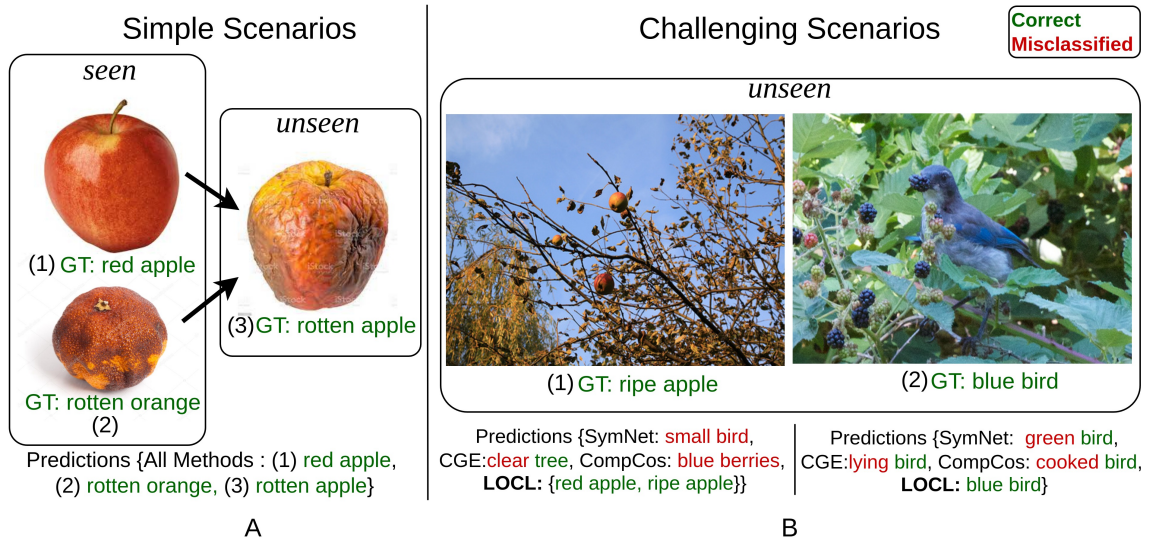 Simple Scenarios
seen
(1) GT: red apple
GT: rotten orange
(2)
unseen
(3) GT: rotten apple
Predictions {All Methods : (1) red apple,
(2) rotten orange, (3) rotten apple}
A
Challenging Scenarios
Correct
Misclassified
unseen
(1) GT: ripe apple
(2) GT: blue bird
Predictions {SymNet: small bird,
CGE:clear tree, CompCos: blue berries,
LOCL: {red apple, ripe apple}}
Predictions {SymNet: green bird,
CGE:lying bird, CompCos: cooked bird,
LOCL: blue bird}
B